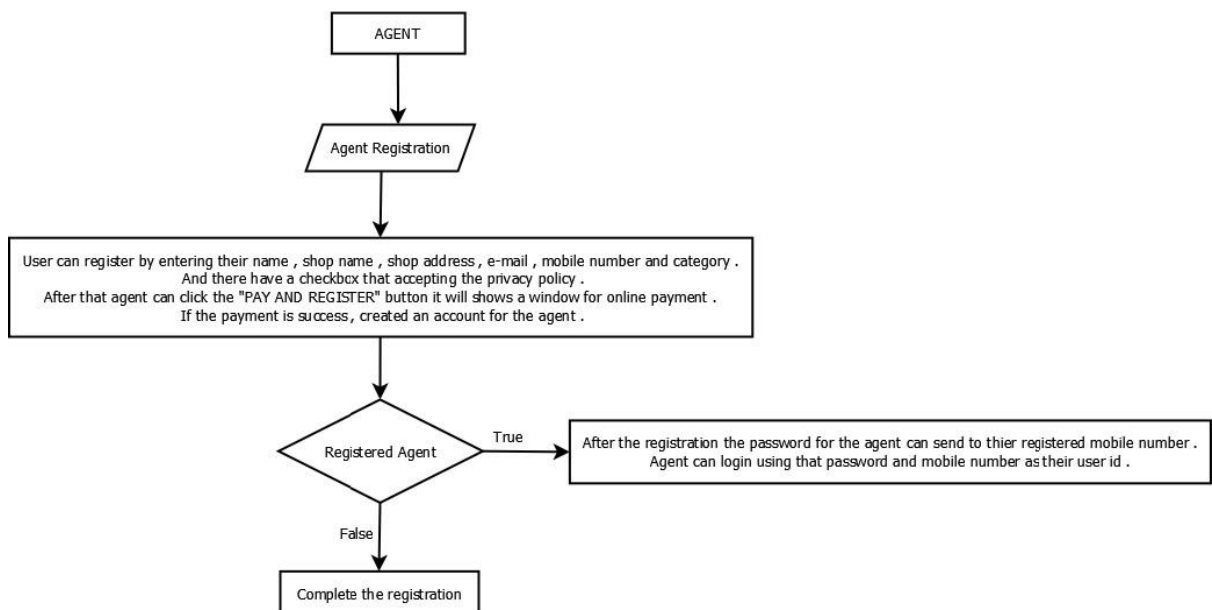 AGENT
Agent Registration
User can register by entering their name , shop name , shop address , e-mail , mobile number and category .
And there have a checkbox that accepting the privacy policy .
After that agent can click the "PAY AND REGISTER" button it will shows a window for online payment .
If the payment is success , created an account for the agent .
Registered Agent
True
After the registration the password for the agent can send to thier registered mobile number .
Agent can login using that password and mobile number as their user id .
False
Complete the registration